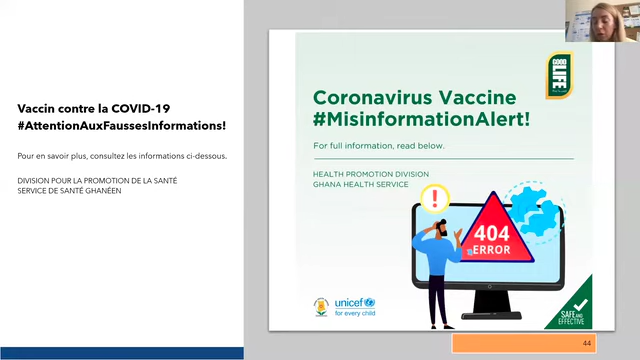 Vaccin contre la COVID-19
#AttentionAuxFaussesInformations!
Pour en savoir plus, consultez les informations ci-dessous.
DIVISION POUR LA PROMOTION DE LA SANTÉ
SERVICE DE SANTÉ GHANÉEN
GOOD
LIFE
Coronavirus Vaccine
#MisinformationAlert!
For full information, read below.
HEALTH PROMOTION DIVISION
GHANA HEALTH SERVICE
!
404
ERROR
unicef
for every child
SAFE AND
EFFECTIVE
44